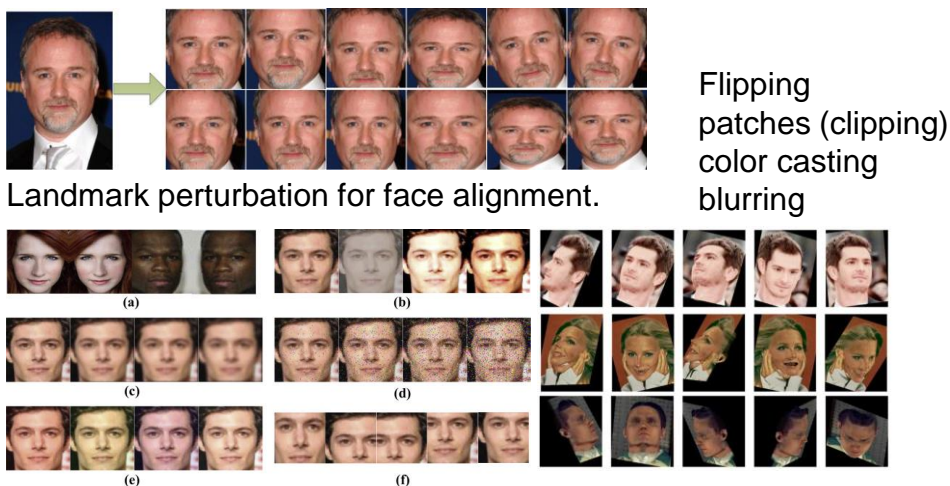 Flipping
patches (clipping)
color casting
blurring
Landmark perturbation for face alignment.
(a)
(b)
(c)
(d)
(e)
(f)